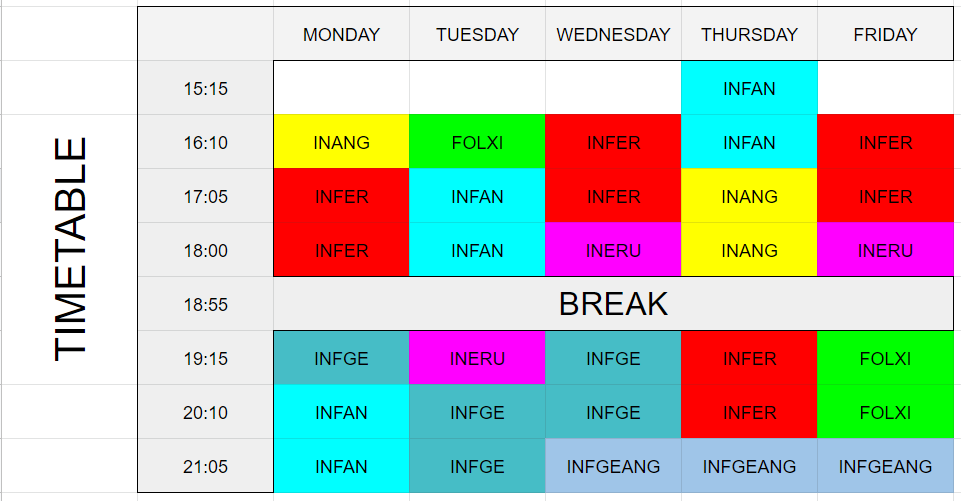 TIMETABLE
MONDAY TUESDAY WEDNESDAY THURSDAY FRIDAY
15:15 INFAN
16:10 INANG FOLXI INFER INFAN INFER
17:05 INFER INFAN INFER INANG INFER
18:00 INFER INFAN INERU INANG INERU
18:55 BREAK
19:15 INFGE INERU INFGE INFER FOLXI
20:10 INFAN INFGE INFGE INFER FOLXI
21:05 INFAN INFGE INFGEANG INFGEANG INFGEANG